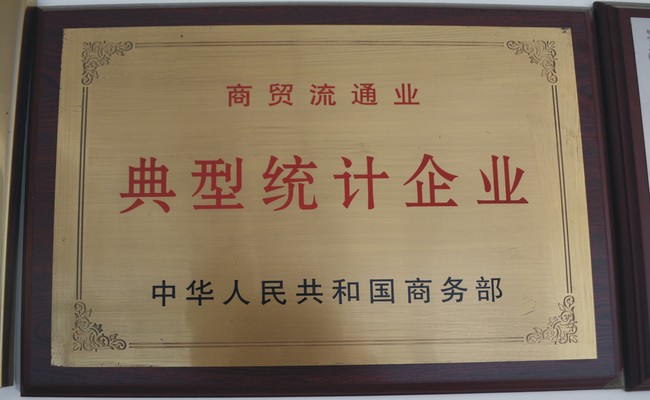 商贸流通业
典型统计企业
中华人民共和国商务部